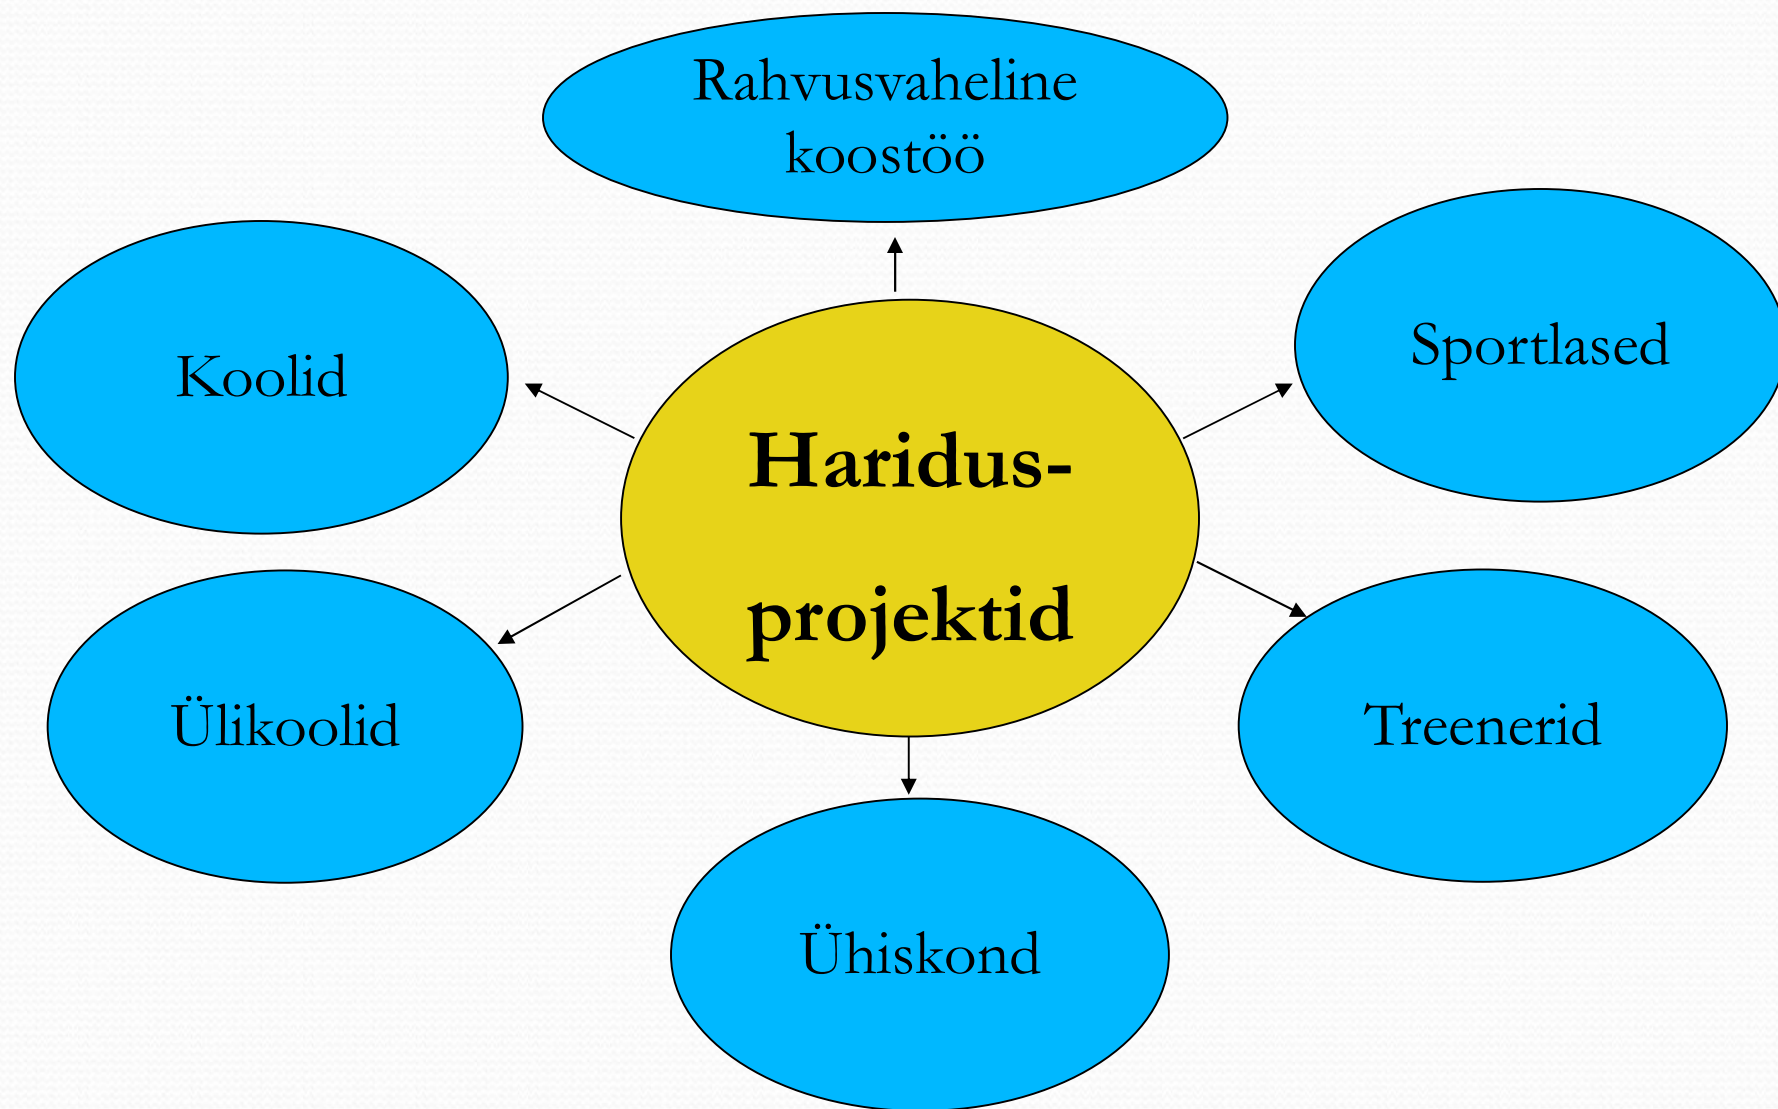 Rahvusvaheline
koostöö
Koolid
Sportlased
Haridus-
projektid
Ülikoolid
Treenerid
Ühiskond